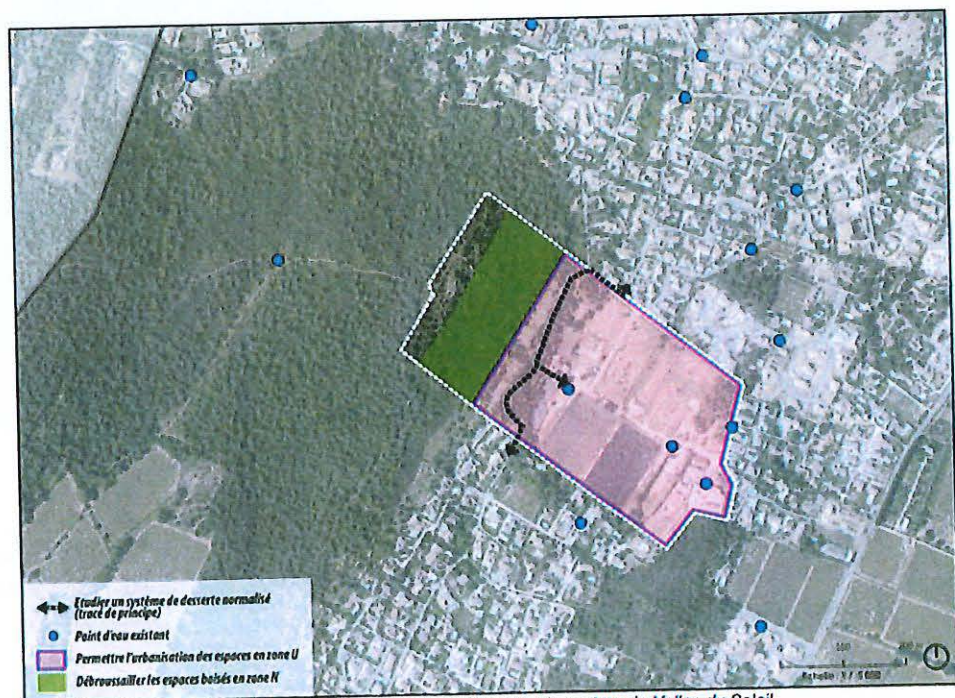 Etudier un système de desserte normalisé
(tracé de principe)
Point d'eau existant
Permettre l'urbanisation des espaces en zone U
Débroussailler les espaces boisés en zone N
Soleil